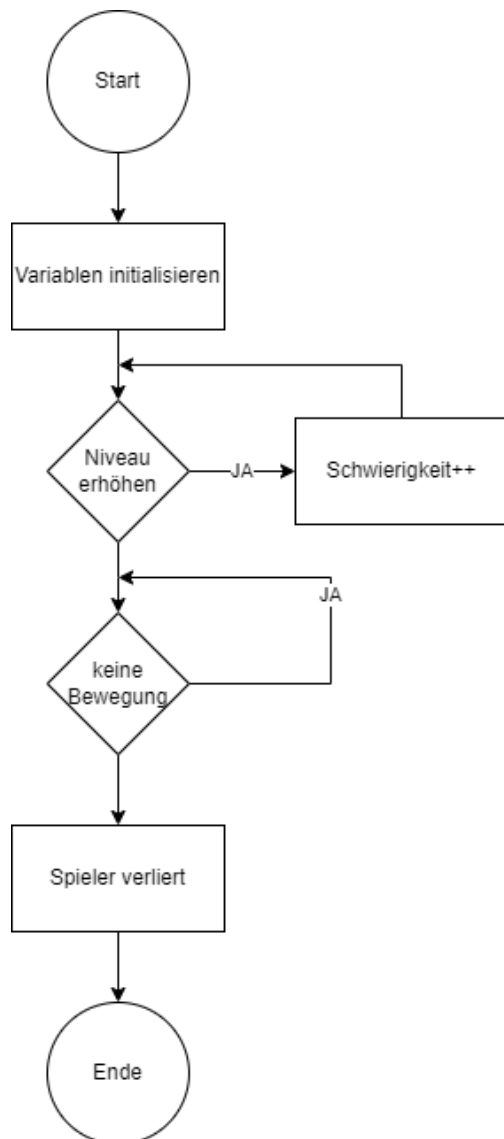 Start
Variablen initialisieren
Niveau
erhöhen
JA
Schwierigkeit++
JA
keine
Bewegung
Spieler verliert
Ende